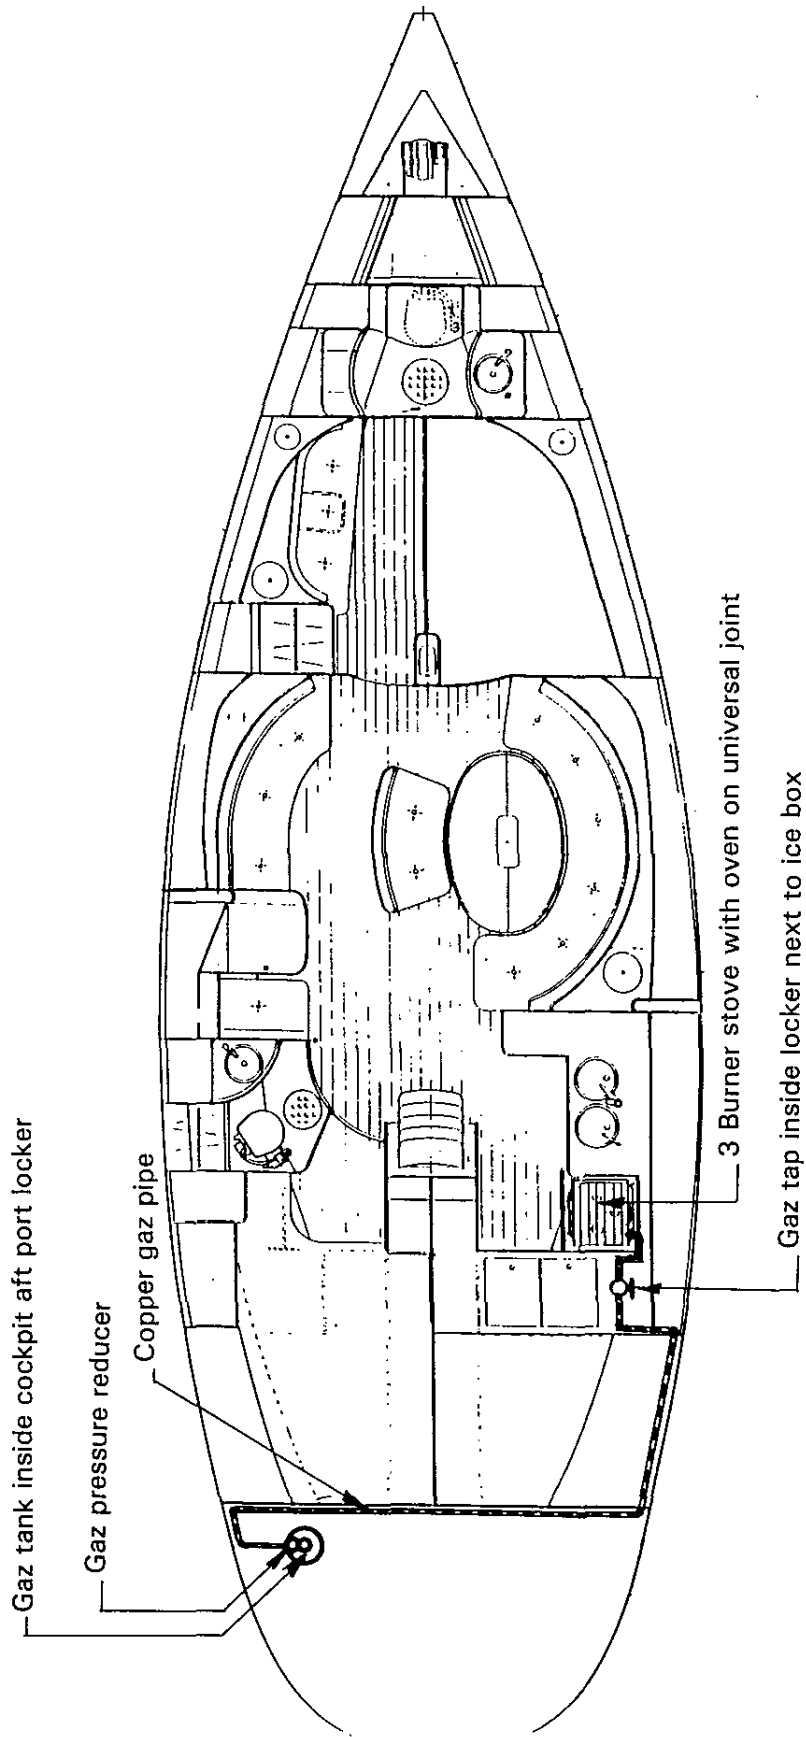 Gaz tank inside cockpit aft port locker
Gaz pressure reducer
Copper gaz pipe
3 Burner stove with oven on universal joint
Gaz tap inside locker next to ice box